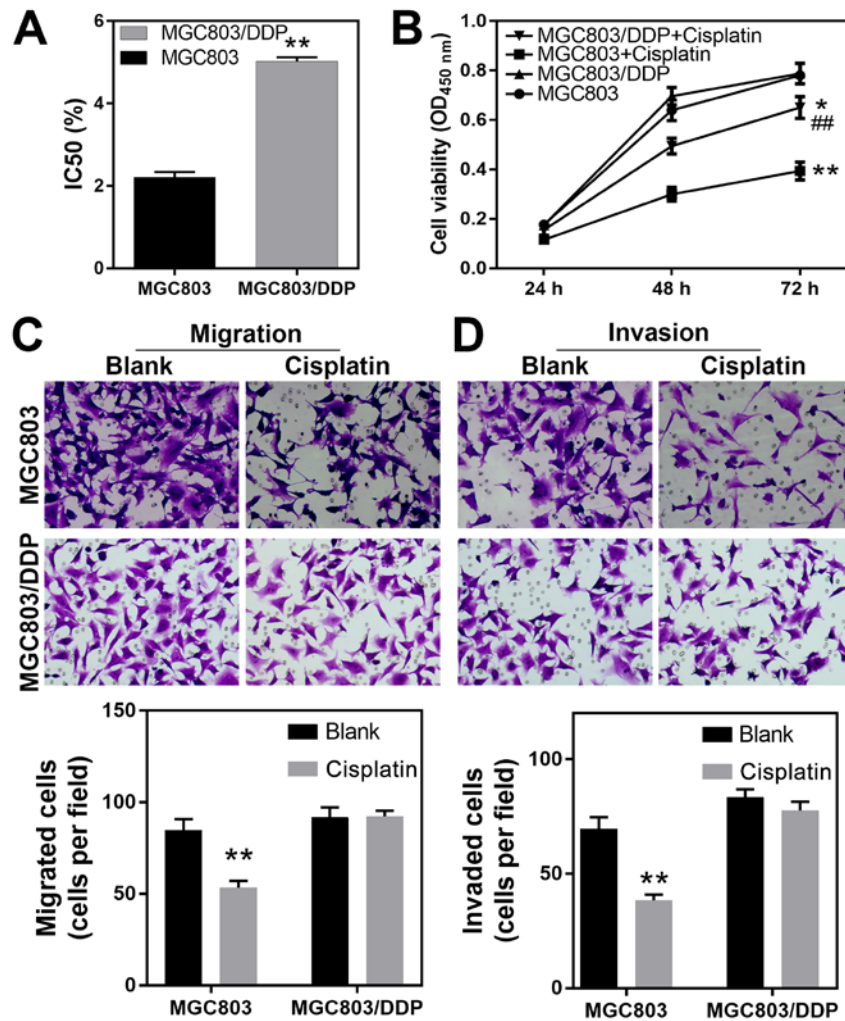 A
IC50 (%)
6
4
2
0
MGC803/DDP
MGC803
**
MGC803
MGC803/DDP
B
Cell viability (OD450 nm)
1.0
0.8
0.6
0.4
0.2
0.0
MGC803/DDP+Cisplatin
MGC803+Cisplatin
MGC803/DDP
MGC803
*
##
**
24 h
48 h
72 h
C
Migration
Blank
Cisplatin
D
Invasion
Blank
Cisplatin
MGC803
MGC803/DDP
Migrated cells
(cells per field)
150
100
50
0
Blank
Cisplatin
**
MGC803
MGC803/DDP
Invaded cells
(cells per field)
100
50
0
Blank
Cisplatin
**
MGC803
MGC803/DDP